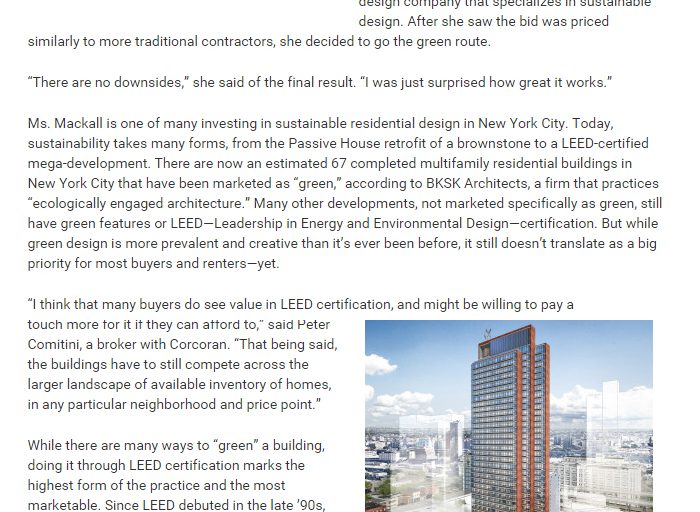 design company that specializes in sustainable
design. After she saw the bid was priced
similarly to more traditional contractors, she decided to go the green route.
“There are no downsides,” she said of the final result. “I was just surprised how great it works.”
Ms. Mackall is one of many investing in sustainable residential design in New York City. Today,
sustainability takes many forms, from the Passive House retrofit of a brownstone to a LEED-certified
mega-development. There are now an estimated 67 completed multifamily residential buildings in
New York City that have been marketed as “green,” according to BKSK Architects, a firm that practices
“ecologically engaged architecture.” Many other developments, not marketed specifically as green, still
have green features or LEED—Leadership in Energy and Environmental Design—certification. But while
green design is more prevalent and creative than it’s ever been before, it still doesn’t translate as a big
priority for most buyers and renters—yet.
“I think that many buyers do see value in LEED certification, and might be willing to pay a
touch more for it if they can afford to,” said Peter
Comitini, a broker with Corcoran. “That being said,
the buildings have to still compete across the
larger landscape of available inventory of homes,
in any particular neighborhood and price point.”
While there are many ways to “green” a building,
doing it through LEED certification marks the
highest form of the practice and the most
marketable. Since LEED debuted in the late ’90s,